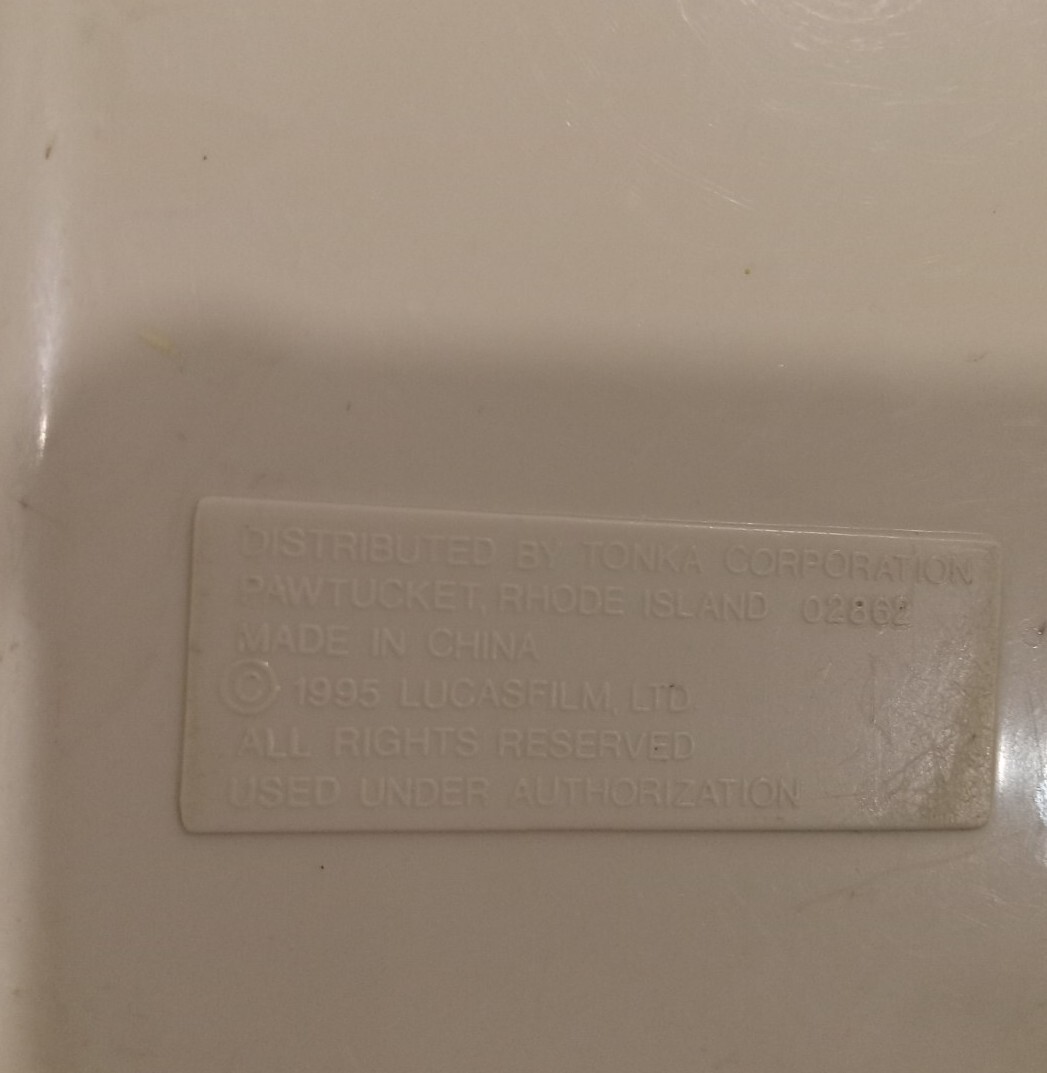 DISTRIBUTED BY TONKA CORPORATION
PAWTUCKET, RHODE ISLAND 02862
MADE IN CHINA
© 1995 LUCASFILM, LTD
ALL RIGHTS RESERVED
USED UNDER AUTHORIZATION